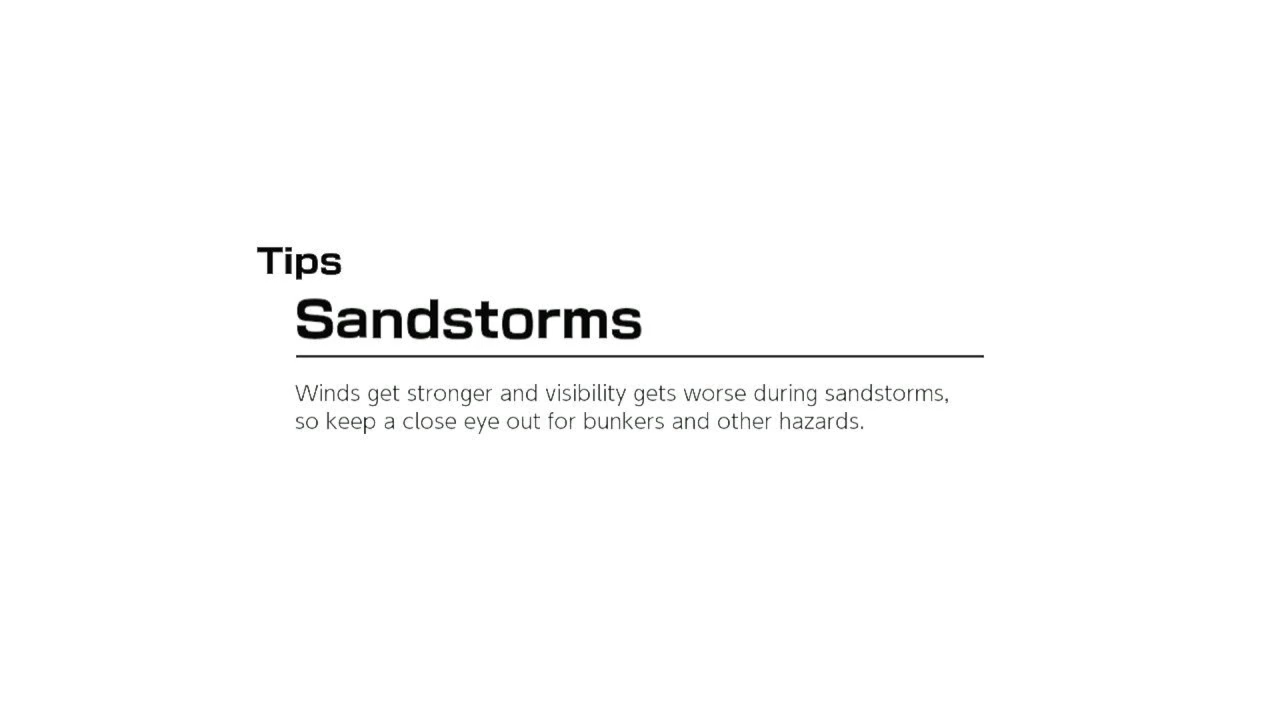 Tips
Sandstorms
Winds get stronger and visibility gets worse during sandstorms,
so keep a close eye out for bunkers and other hazards.